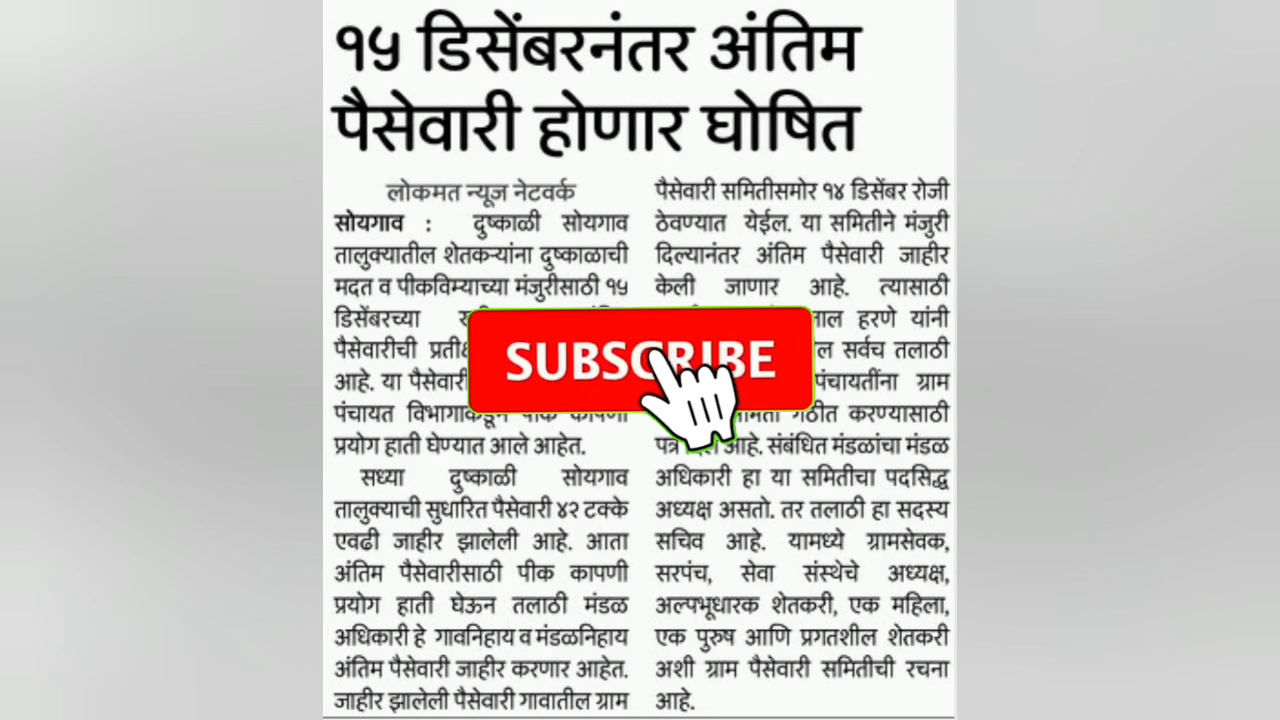 १५ डिसेंबरनंतर अंतिम
पैसेवारी होणार घोषित
लोकमत न्यूज नेटवर्क
सोयगाव : दुष्काळी सोयगाव
तालुक्यातील शेतकऱ्यांना दुष्काळाची
मदत व पीकविम्याच्या मंजुरीसाठी १५
डिसेंबरच्या
पैसेवारीची
आहे. या
पंचायत विभागाकडून पीक कापणी
प्रयोग हाती घेण्यात आले आहेत.
सध्या दुष्काळी सोयगाव
तालुक्याची सुधारित पैसेवारी ४२ टक्के
एवढी जाहीर झालेली आहे. आता
अंतिम पैसेवारीसाठी पीक कापणी
प्रयोग हाती घेऊन तलाठी मंडळ
अधिकारी हे गावनिहाय व मंडळनिहाय
अंतिम पैसेवारी जाहीर करणार आहेत.
जाहीर झालेली पैसेवारी गावातील ग्राम
पैसेवारी समितीसमोर १४ डिसेंबर रोजी
ठेवण्यात येईल. या समितीने मंजुरी
दिल्यानंतर अंतिम पैसेवारी जाहीर
केली जाणार आहे. त्यासाठी
हरणे यांनी
सर्वच तलाठी
ग्राम
गठीत करण्यासाठी
पत्र आहे. संबंधित मंडळांचा मंडळ
अधिकारी हा या समितीचा पदसिद्ध
अध्यक्ष असतो. तर तलाठी हा सदस्य
सचिव आहे. यामध्ये ग्रामसेवक,
सरपंच, सेवा संस्थेचे अध्यक्ष,
अल्पभूधारक शेतकरी, एक महिला,
एक पुरुष आणि प्रगतशील शेतकरी
अशी ग्राम पैसेवारी समितीची रचना
आहे.
SUBSCRIBE